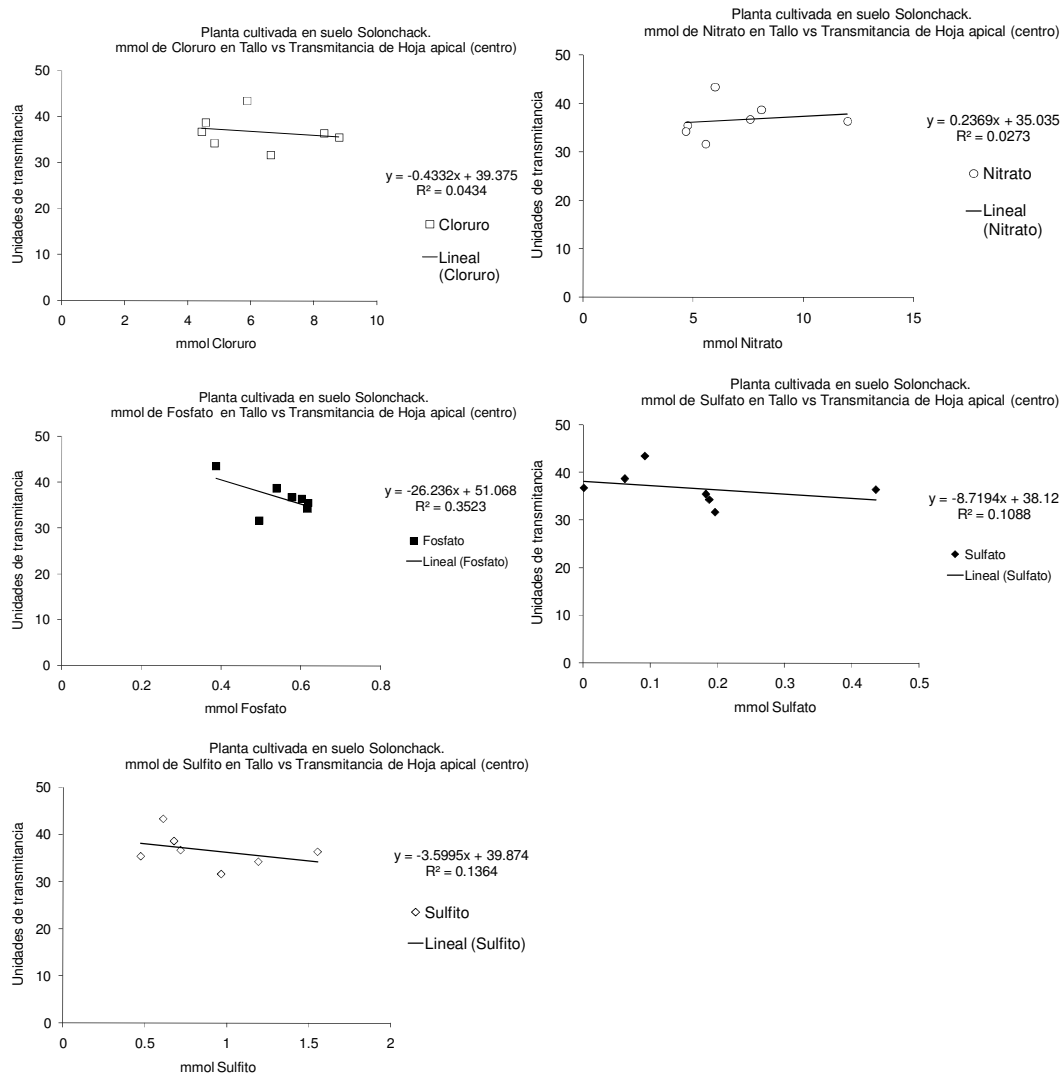 Planta cultivada en suelo Solonchack.
mmol de Cloruro en Tallo vs Transmitancia de Hoja apical (centro)
Unidades de transmitancia
50
40
30
20
10
0
0 2 4 6 8 10
mmol Cloruro
y = -0.4332x + 39.375
R² = 0.0434
Cloruro
Lineal
(Cloruro)
Planta cultivada en suelo Solonchack.
mmol de Nitrato en Tallo vs Transmitancia de Hoja apical (centro)
Unidades de transmitancia
50
40
30
20
10
0
0 5 10 15
mmol Nitrato
y = 0.2369x + 35.035
R² = 0.0273
Nitrato
Lineal
(Nitrato)
Planta cultivada en suelo Solonchack.
mmol de Fosfato en Tallo vs Transmitancia de Hoja apical (centro)
Unidades de transmitancia
50
40
30
20
10
0
0 0.2 0.4 0.6 0.8
mmol Fosfato
y = -26.236x + 51.068
R² = 0.3523
Fosfato
Lineal (Fosfato)
Planta cultivada en suelo Solonchack.
mmol de Sulfato en Tallo vs Transmitancia de Hoja apical (centro)
Unidades de transmitancia
50
40
30
20
10
0
0 0.1 0.2 0.3 0.4 0.5
mmol Sulfato
y = -8.7194x + 38.12
R² = 0.1088
Sulfato
Lineal (Sulfato)
Planta cultivada en suelo Solonchack.
mmol de Sulfito en Tallo vs Transmitancia de Hoja apical (centro)
Unidades de transmitancia
50
40
30
20
10
0
0 0.5 1 1.5 2
mmol Sulfito
y = -3.5995x + 39.874
R² = 0.1364
Sulfito
Lineal (Sulfito)